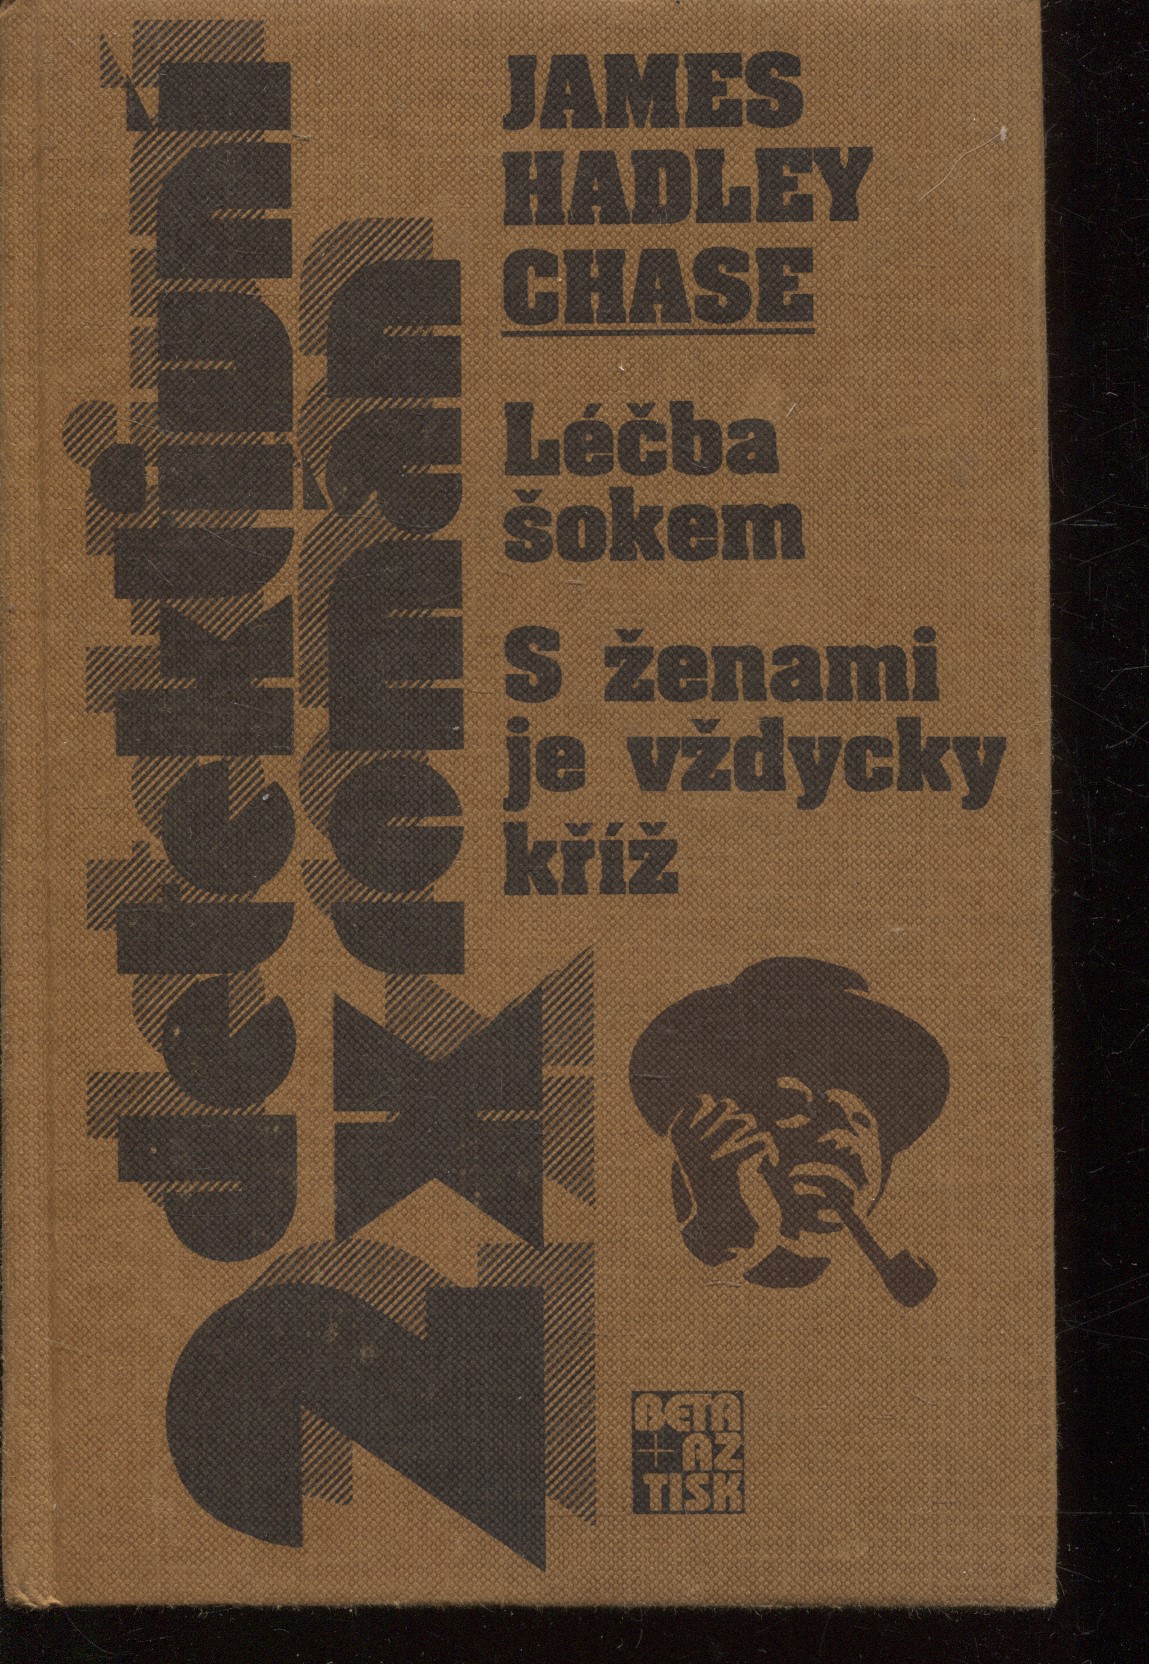 2x detektivní
román
JAMES
HADLEY
CHASE
Léčba
šokem
S ženami
je vždycky
kříž
BETA
+ AZ
TISK